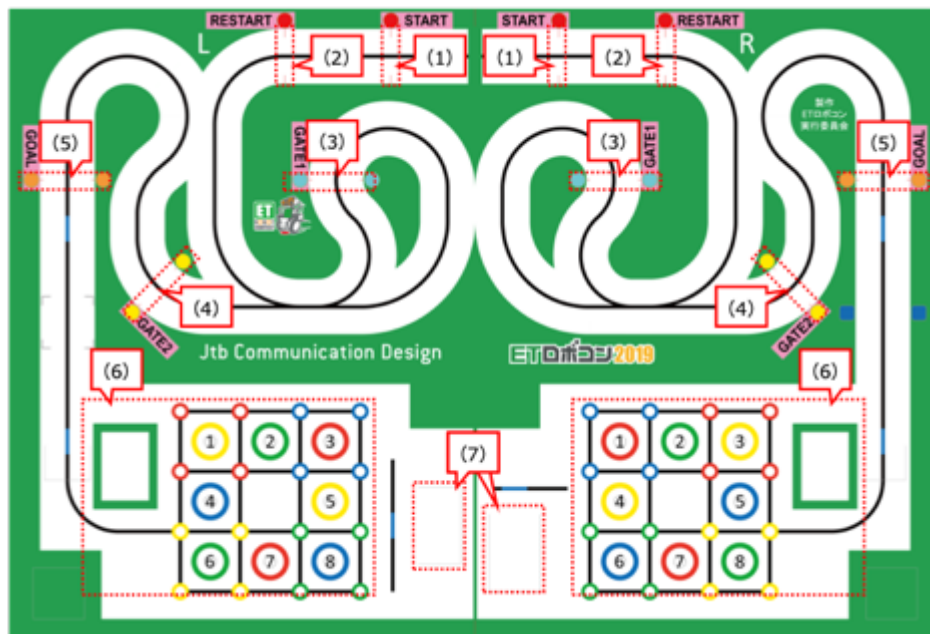 RESTART START START RESTART
L (2) (1) (1) (2) R
製作
ETロボコン
実行委員会
GOAL (5) GATE1 (3) (3) GATE1 (5) GOAL
ET
(4) (4)
GATE2 GATE2
Jtb Communication Design ETロボコン2019
(6) (6)
1 2 3 (7) 1 2 3
4 5 4 5
6 7 8 6 7 8